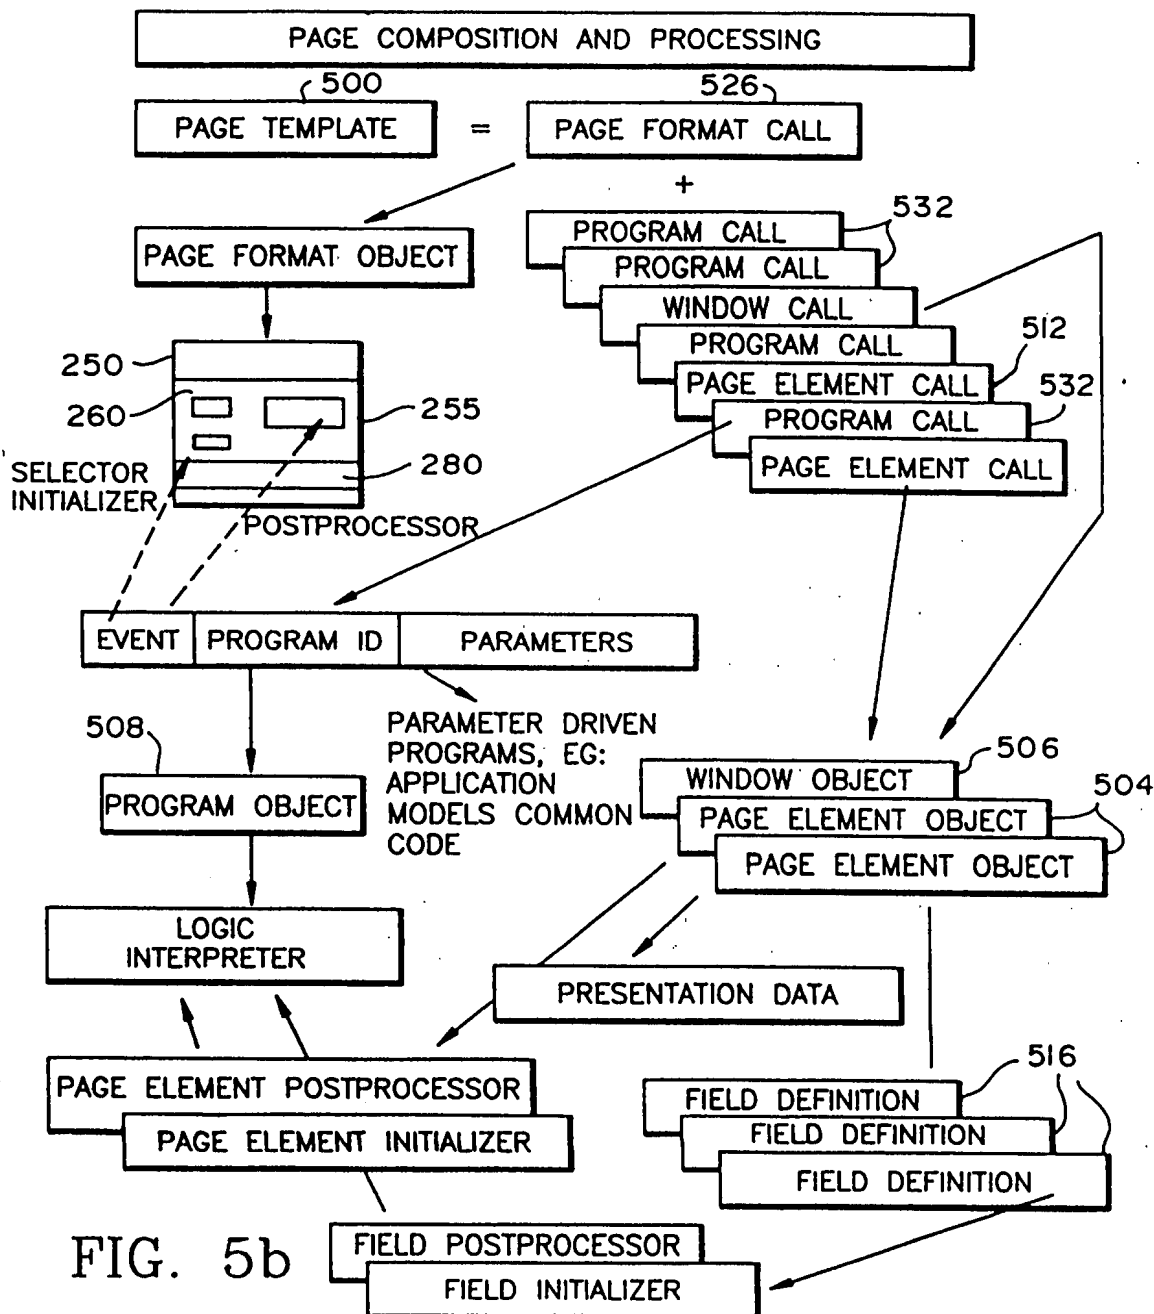 PAGE COMPOSITION AND PROCESSING
500
526
PAGE TEMPLATE
=
PAGE FORMAT CALL
+
532
PROGRAM CALL
PROGRAM CALL
PAGE FORMAT OBJECT
WINDOW CALL
PROGRAM CALL
512
PAGE ELEMENT CALL
532
PROGRAM CALL
PAGE ELEMENT CALL
250
260
255
280
SELECTOR
INITIALIZER
POSTPROCESSOR
EVENT
PROGRAM ID
PARAMETERS
PARAMETER DRIVEN
PROGRAMS, EG:
APPLICATION
MODELS COMMON
CODE
508
PROGRAM OBJECT
506
WINDOW OBJECT
504
PAGE ELEMENT OBJECT
PAGE ELEMENT OBJECT
LOGIC
INTERPRETER
PRESENTATION DATA
PAGE ELEMENT POSTPROCESSOR
PAGE ELEMENT INITIALIZER
516
FIELD DEFINITION
FIELD DEFINITION
FIELD DEFINITION
FIELD POSTPROCESSOR
FIELD INITIALIZER
FIG. 5b